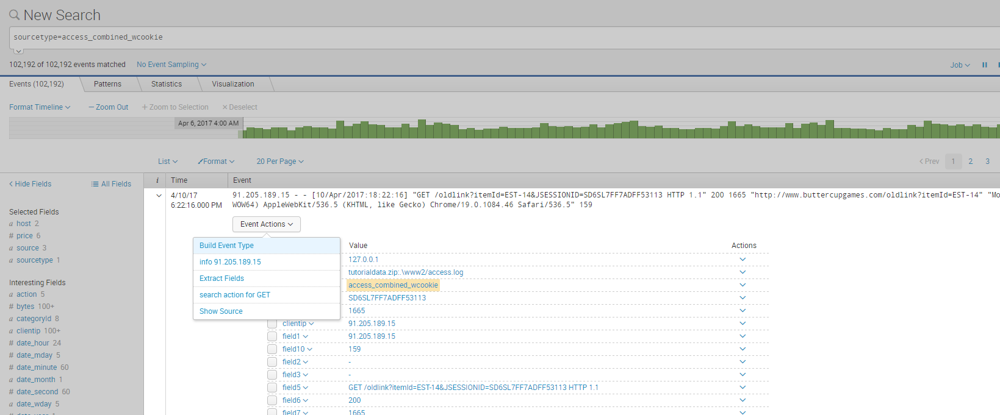 New Search
sourcetype=access_combined_wcookie
102,192 of 102,192 events matched No Event Sampling Job
Events (102,192) Patterns Statistics Visualization
Format Timeline — Zoom Out + Zoom to Selection × Deselect
Apr 6, 2017 4:00 AM
List Format 20 Per Page < Prev 1 2 3
< Hide Fields All Fields
i Time Event
4/10/17 6:22:16.000 PM
91.205.189.15 - - [10/Apr/2017:18:22:16] "GET /oldlink?itemId=EST-14&JSESSIONID=SD6SL7FF7ADFF53113 HTTP 1.1" 200 1665 "http://www.buttercupgames.com/oldlink?itemId=EST-14" "Mo
WOW64) AppleWebKit/536.5 (KHTML, like Gecko) Chrome/19.0.1084.46 Safari/536.5" 159
Event Actions
Build Event Type
info 91.205.189.15
Extract Fields
search action for GET
Show Source
Value Actions
127.0.0.1
tutorialdata.zip:.\www2/access.log
access_combined_wcookie
SD6SL7FF7ADFF53113
1665
clientip 91.205.189.15
field1 91.205.189.15
field10 159
field2 -
field3 -
field5 GET /oldlink?itemId=EST-14&JSESSIONID=SD6SL7FF7ADFF53113 HTTP 1.1
field6 200
field7 1665
Selected Fields
a host 2
# price 6
a source 3
a sourcetype 1
Interesting Fields
a action 5
# bytes 100+
a categoryId 8
a clientip 100+
# date_hour 24
# date_mday 5
# date_minute 60
a date_month 1
# date_second 60
a date_wday 5
# date_year 1